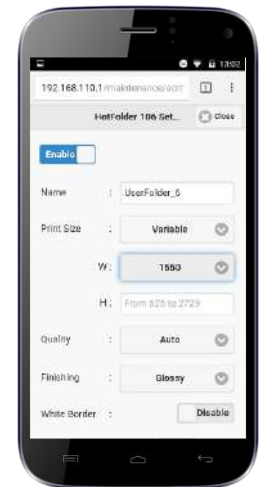 13:02
192.168.110.1/maintenance/
HotFolder 106 Set... Close
Enable
Name : UserFolder_6
Print Size : Variable
W : 1550
H : From 625 to 2729
Quality : Auto
Finishing : Glossy
White Border : Disable